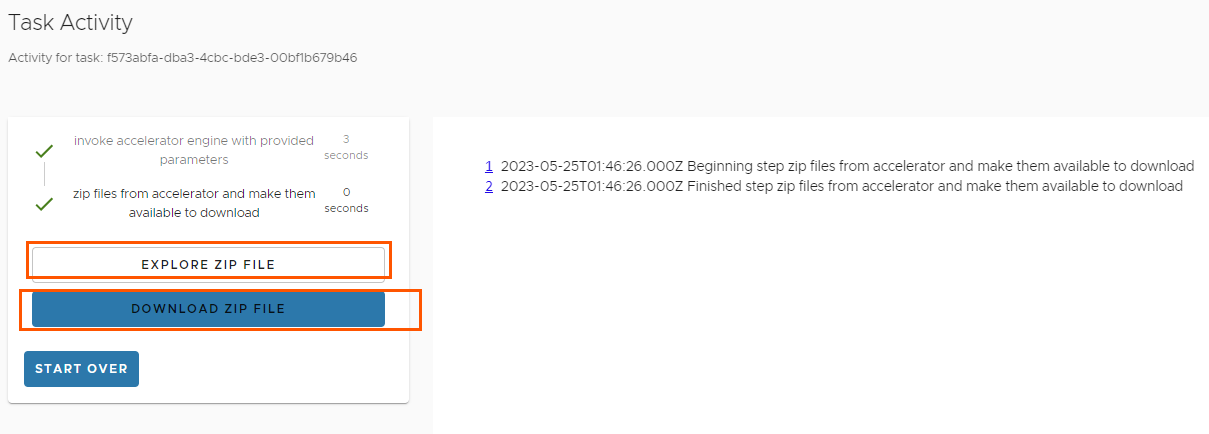 Task Activity
Activity for task: f573abfa-dba3-4cbc-bde3-00bf1b679b46
invoke accelerator engine with provided
parameters
3
seconds
zip files from accelerator and make them
available to download
0
seconds
EXPLORE ZIP FILE
DOWNLOAD ZIP FILE
START OVER
1 2023-05-25T01:46:26.000Z Beginning step zip files from accelerator and make them available to download
2 2023-05-25T01:46:26.000Z Finished step zip files from accelerator and make them available to download